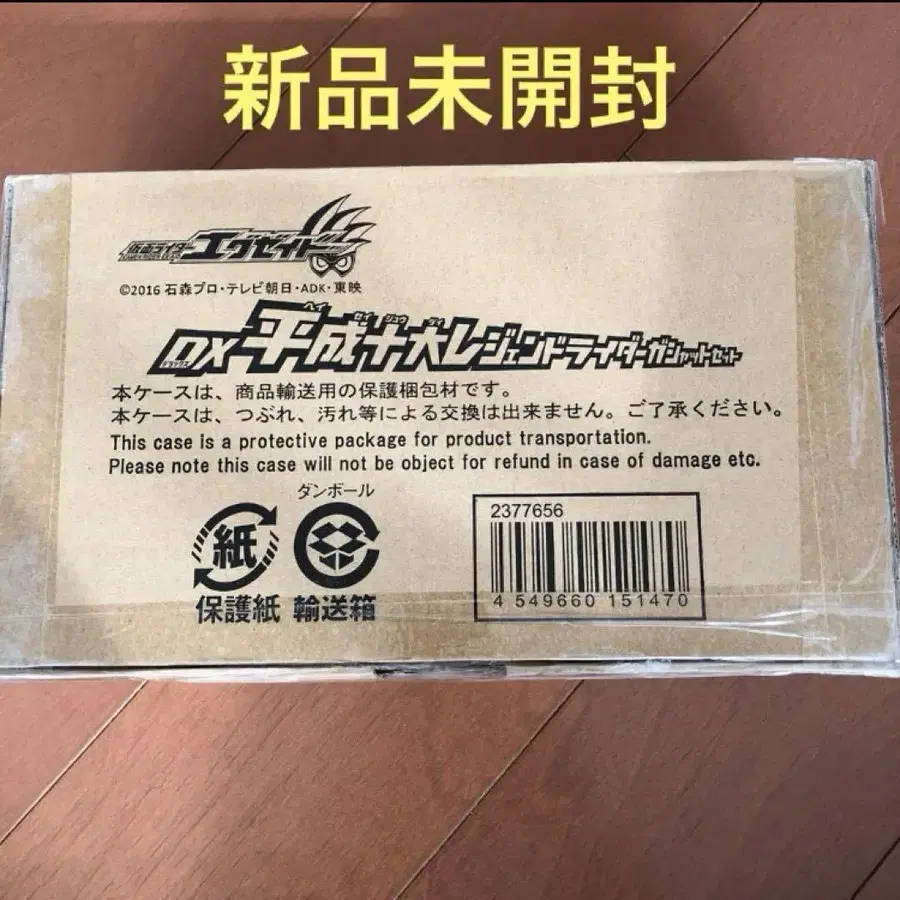 新品未開封
仮面ライダー エグゼイド
©2016 石森プロ・テレビ朝日・ADK・東映
DX平成十大レジェンドライダーガシャットセット
本ケースは、商品輸送用の保護梱包材です。
本ケースは、つぶれ、汚れ等による交換は出来ません。ご了承ください。
This case is a protective package for product transportation.
Please note this case will not be object for refund in case of damage etc.
ダンボール
紙
保護紙 輸送箱
2377656
4 549660 151470